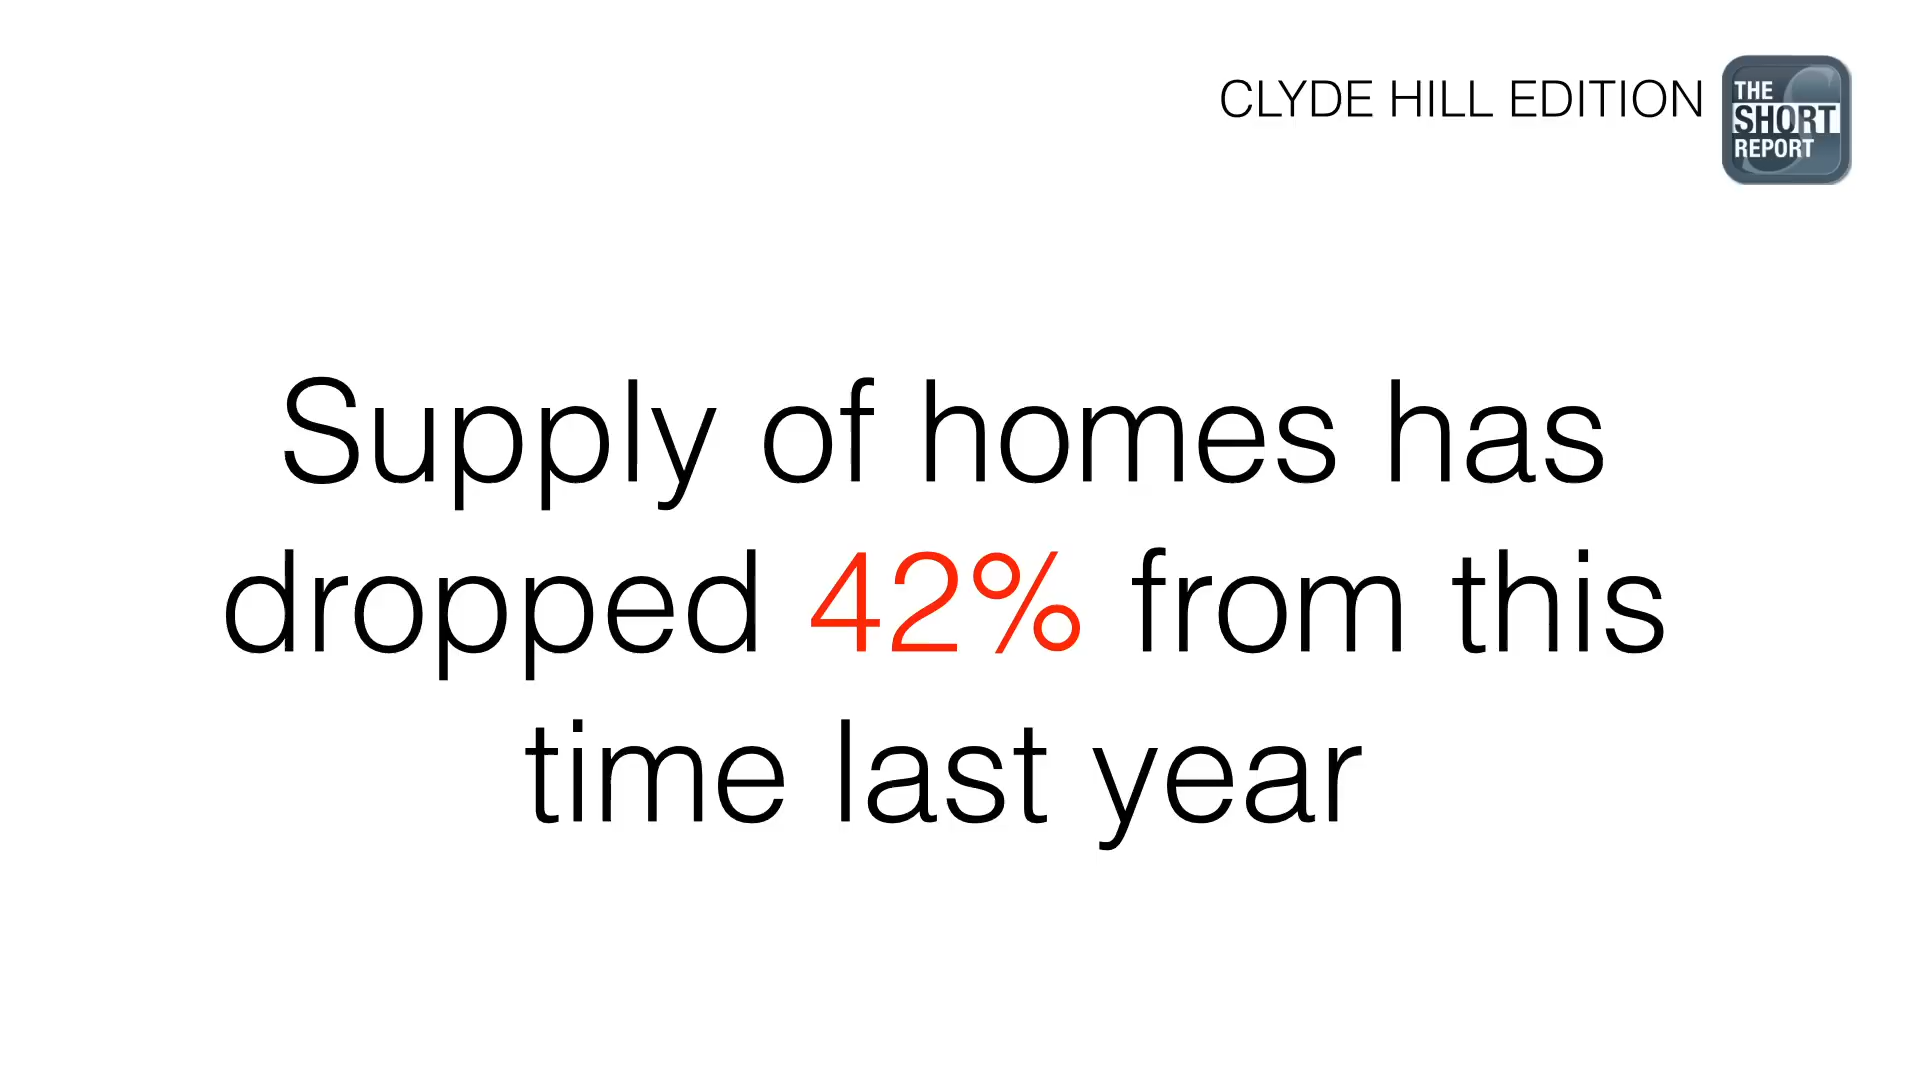 CLYDE HILL EDITION
THE
SHORT
REPORT
Supply of homes has
dropped 42% from this
time last year